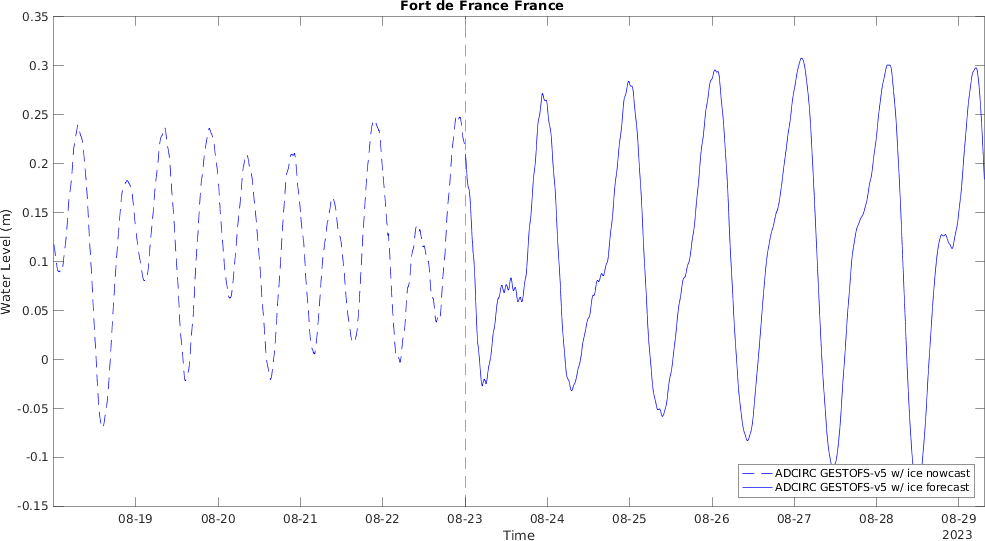 Fort de France France
0.35
0.3
0.25
0.2
0.15
0.1
0.05
0
-0.05
-0.1
-0.15
Water Level (m)
ADCIRC GESTOFS-v5 w/ ice nowcast
ADCIRC GESTOFS-v5 w/ ice forecast
08-19 08-20 08-21 08-22 08-23 08-24 08-25 08-26 08-27 08-28 08-29
Time
2023